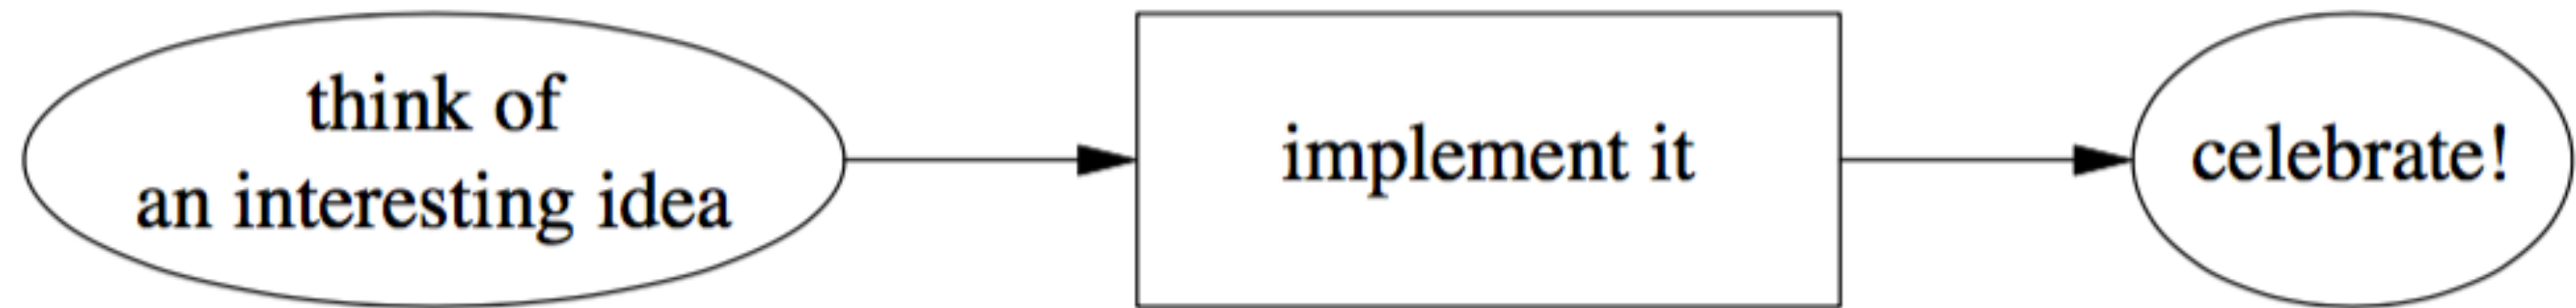 think of
an interesting idea
implement it
celebrate!